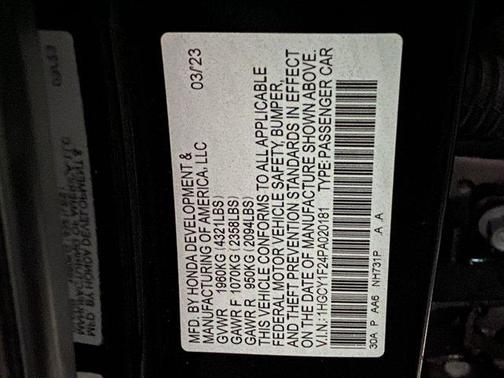 MFD. BY HONDA DEVELOPMENT &
MANUFACTURING OF AMERICA, LLC 03/'23
GVWR 1960KG (4321LBS)
GAWR F 1070KG (2358LBS)
GAWR R 950KG (2094LBS)
THIS VEHICLE CONFORMS TO ALL APPLICABLE
FEDERAL MOTOR VEHICLE SAFETY, BUMPER,
AND THEFT PREVENTION STANDARDS IN EFFECT
ON THE DATE OF MANUFACTURE SHOWN ABOVE.
V.I.N.: 1HGCY1F24PA020181 TYPE: PASSENGER CAR
30A P AA6 NH731P A A